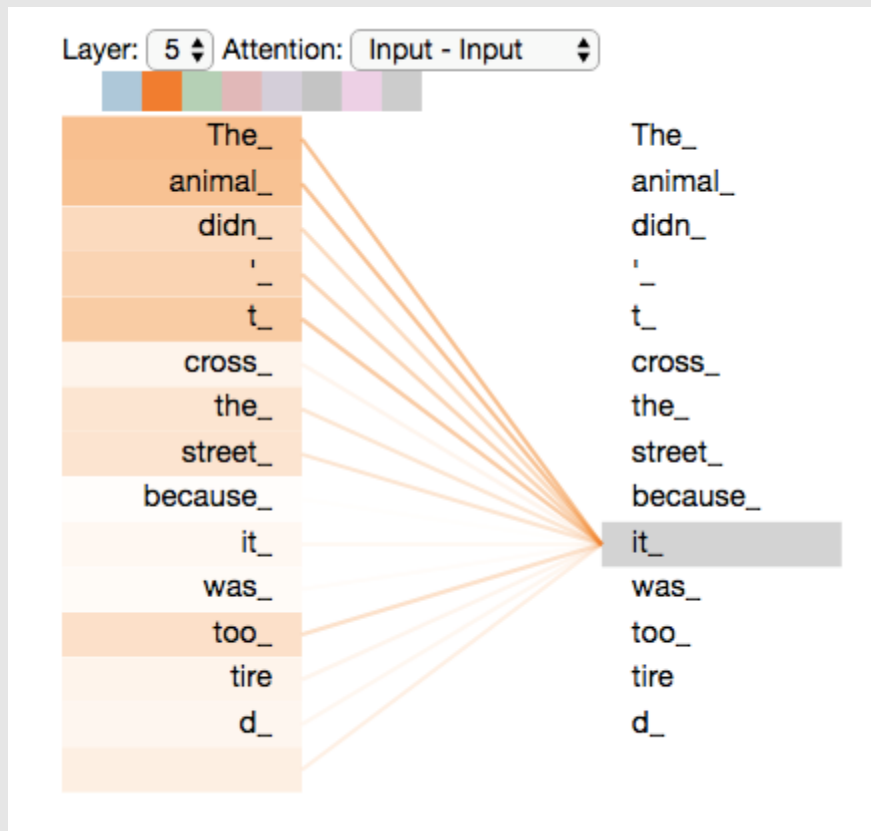 Layer: 5 Attention: Input - Input
The_ The_
animal_ animal_
didn_ didn_
'_ '_
t_ t_
cross_ cross_
the_ the_
street_ street_
because_ because_
it_ it_
was_ was_
too_ too_
tire tire
d_ d_